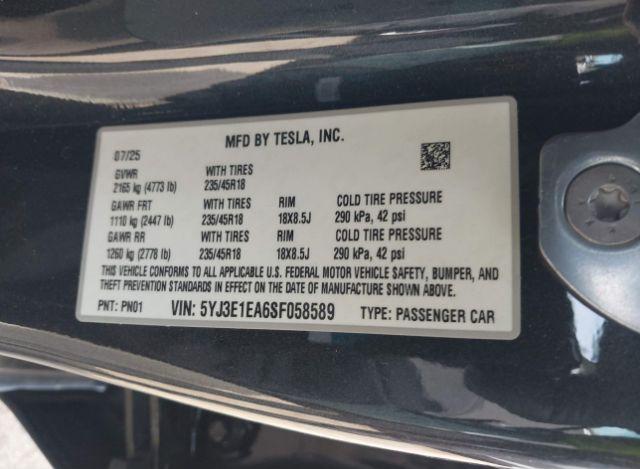 MFD BY TESLA, INC.
07/25
GVWR WITH TIRES
2165 kg (4773 lb) 235/45R18
GAWR FRT WITH TIRES RIM COLD TIRE PRESSURE
1110 kg (2447 lb) 235/45R18 18X8.5J 290 kPa, 42 psi
GAWR RR WITH TIRES RIM COLD TIRE PRESSURE
1260 kg (2778 lb) 235/45R18 18X8.5J 290 kPa, 42 psi
THIS VEHICLE CONFORMS TO ALL APPLICABLE U.S. FEDERAL MOTOR VEHICLE SAFETY, BUMPER, AND
THEFT PREVENTION STANDARDS IN EFFECT ON THE DATE OF MANUFACTURE SHOWN ABOVE.
PNT: PN01 VIN: 5YJ3E1EA6SF058589 TYPE: PASSENGER CAR